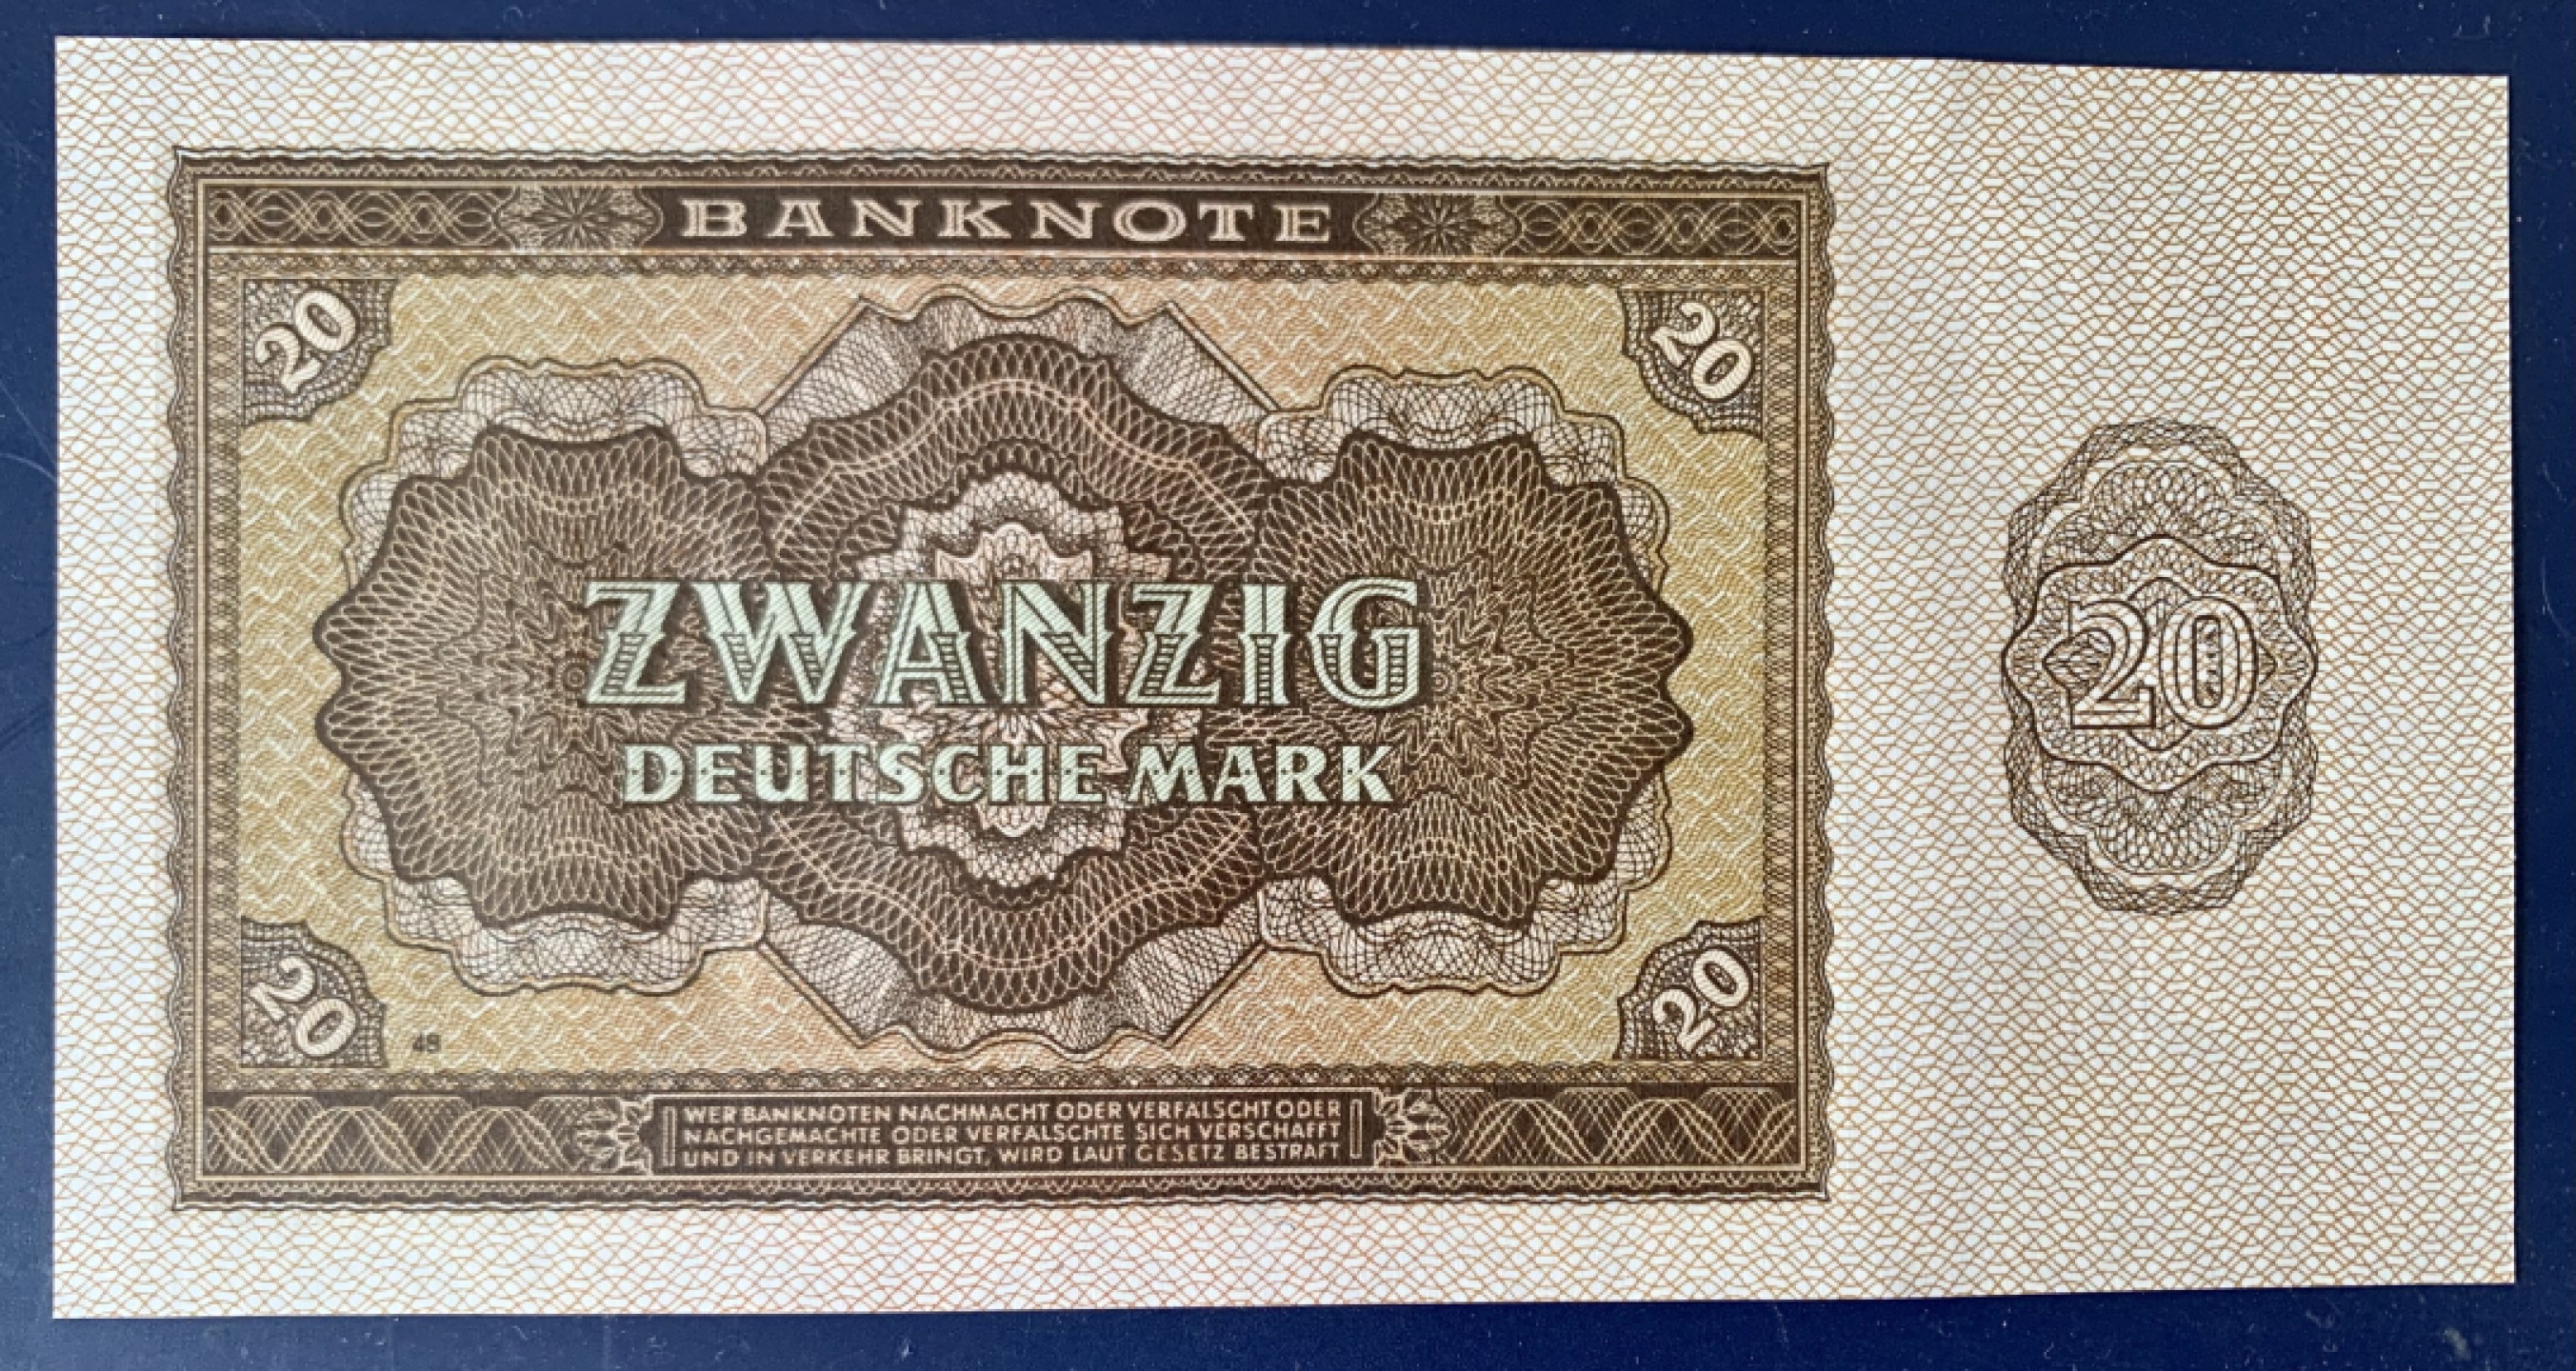 BANKNOTE
20
20
ZWANZIG
20
DEUTSCHE MARK
20
20
48
WER BANKNOTEN NACHMACHT ODER VERFÄLSCHT ODER
NACHGEMACHTE ODER VERFÄLSCHTE SICH VERSCHAFFT
UND IN VERKEHR BRINGT, WIRD LAUT GESETZ BESTRAFT